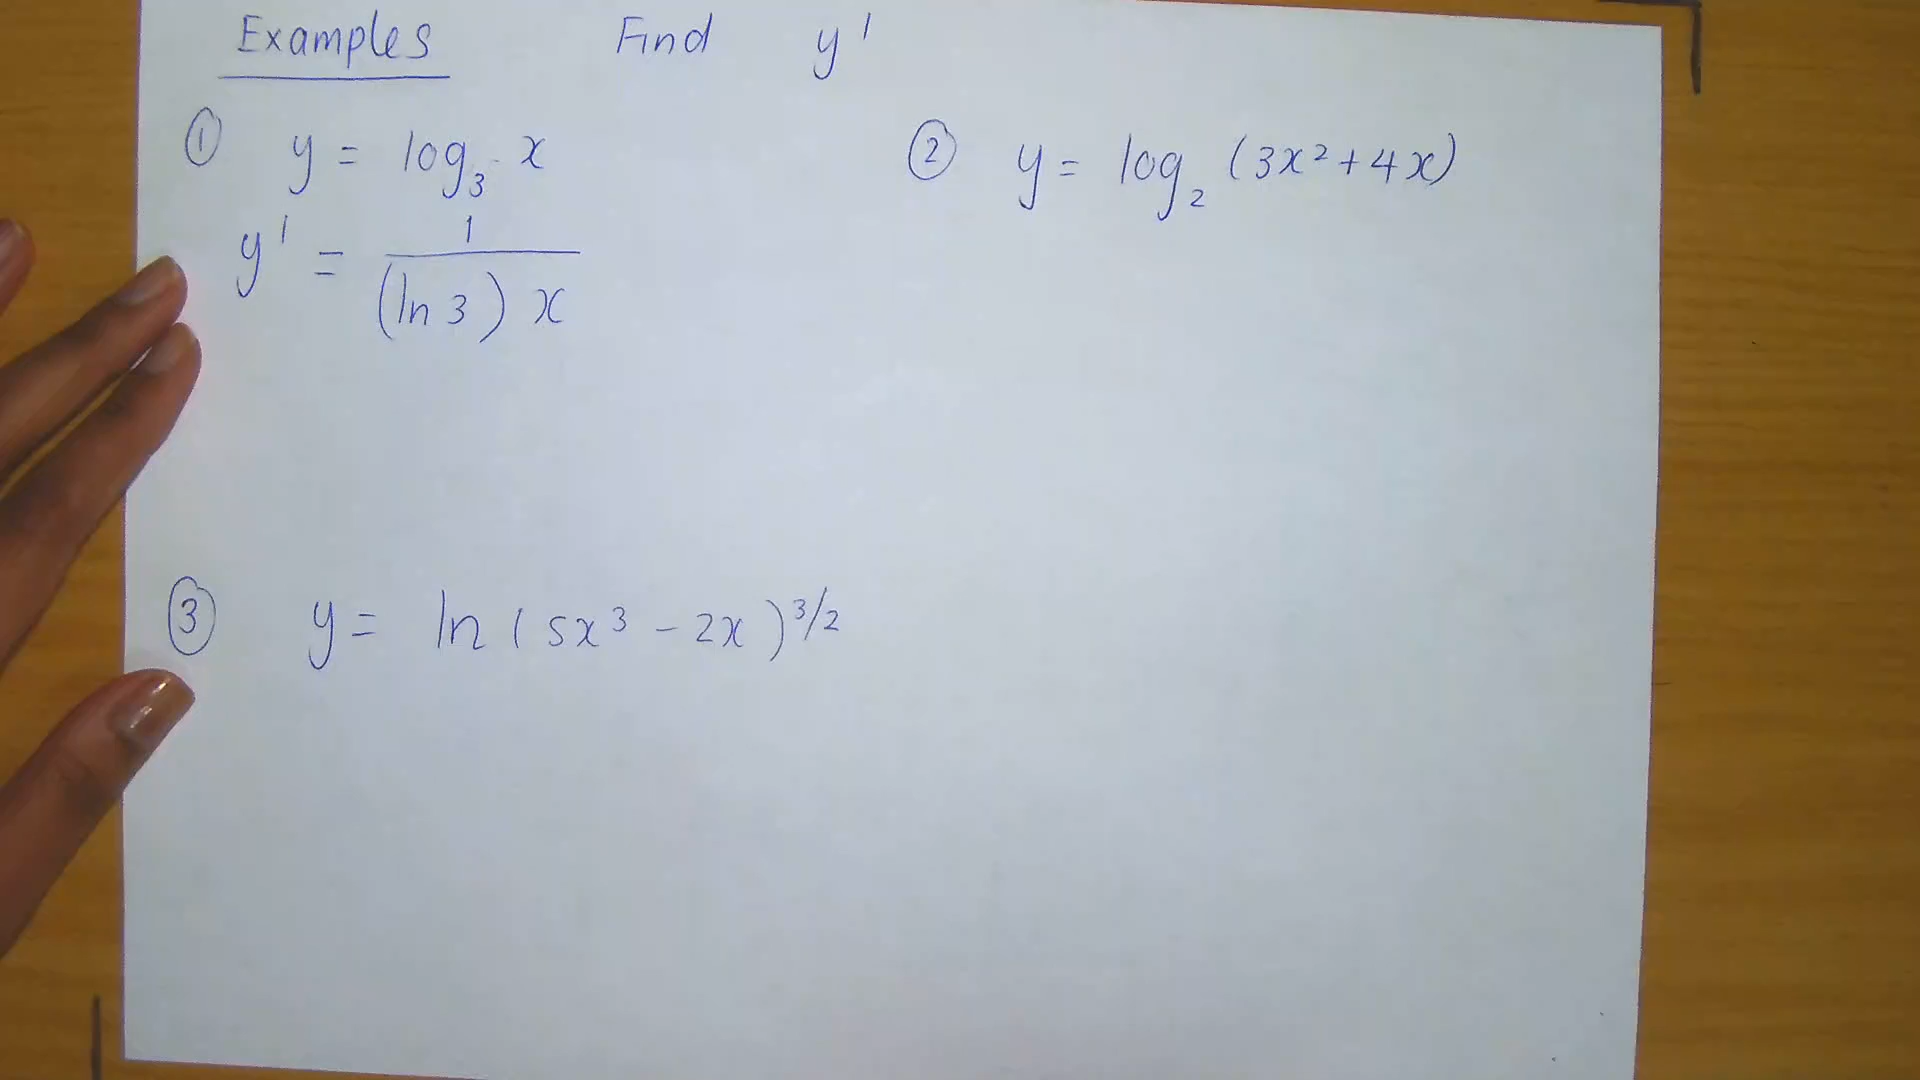 Examples Find y'
① y = log₃ x
y' = 1 / (ln 3) x
② y = log₂ (3x² + 4x)
③ y = ln (5x³ - 2x)^3/2